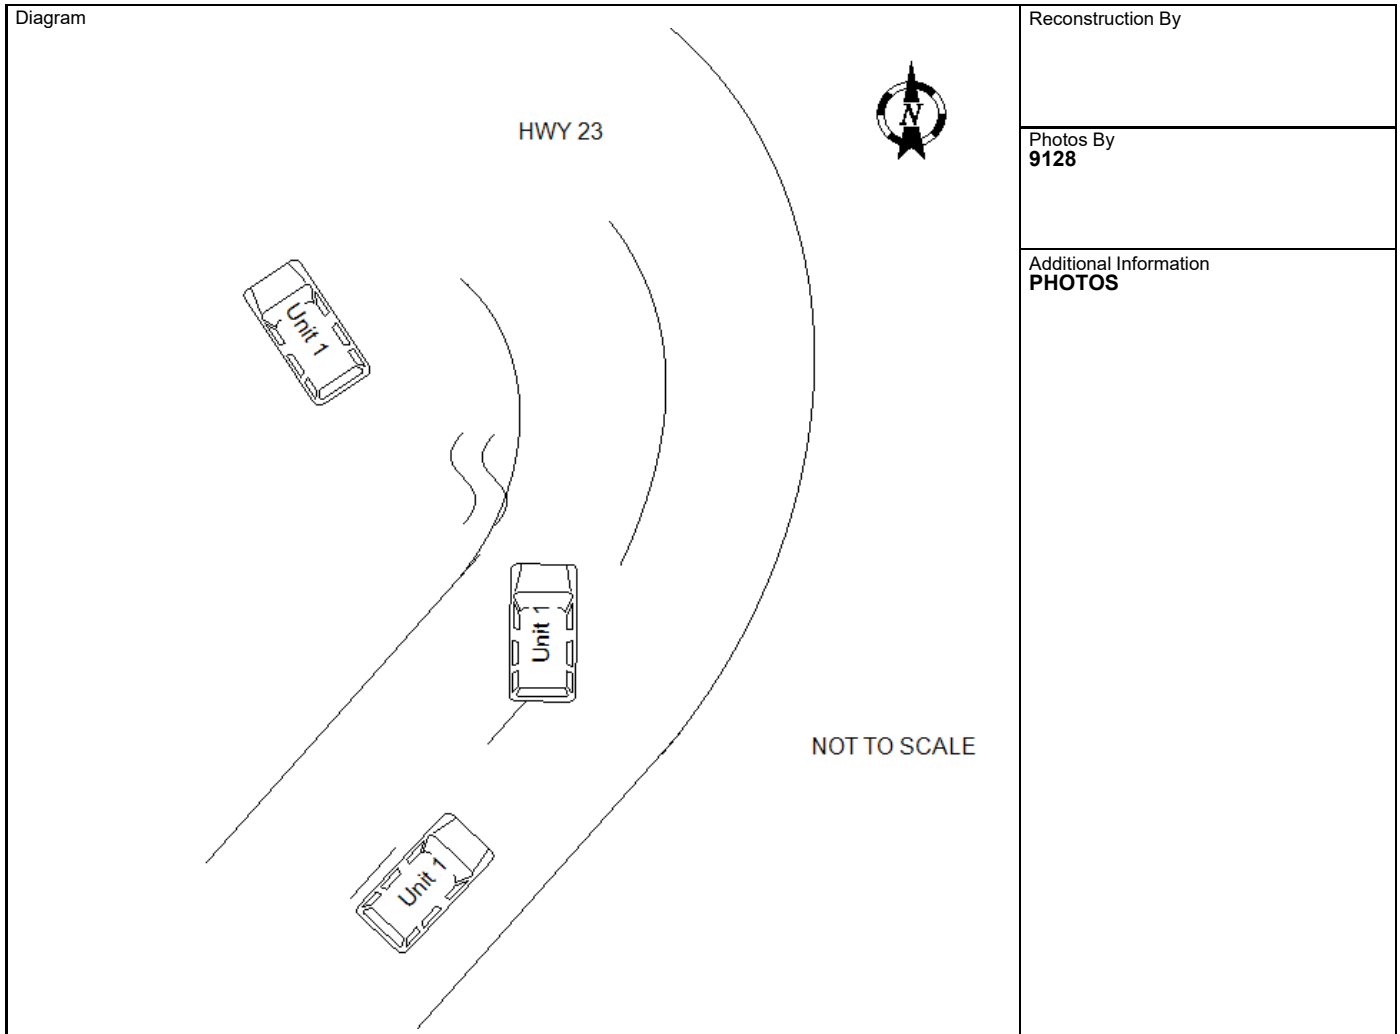 Diagram
HWY 23
N
Unit 1
Unit 1
NOT TO SCALE
Unit 1
Reconstruction By
Photos By
9128
Additional Information
PHOTOS